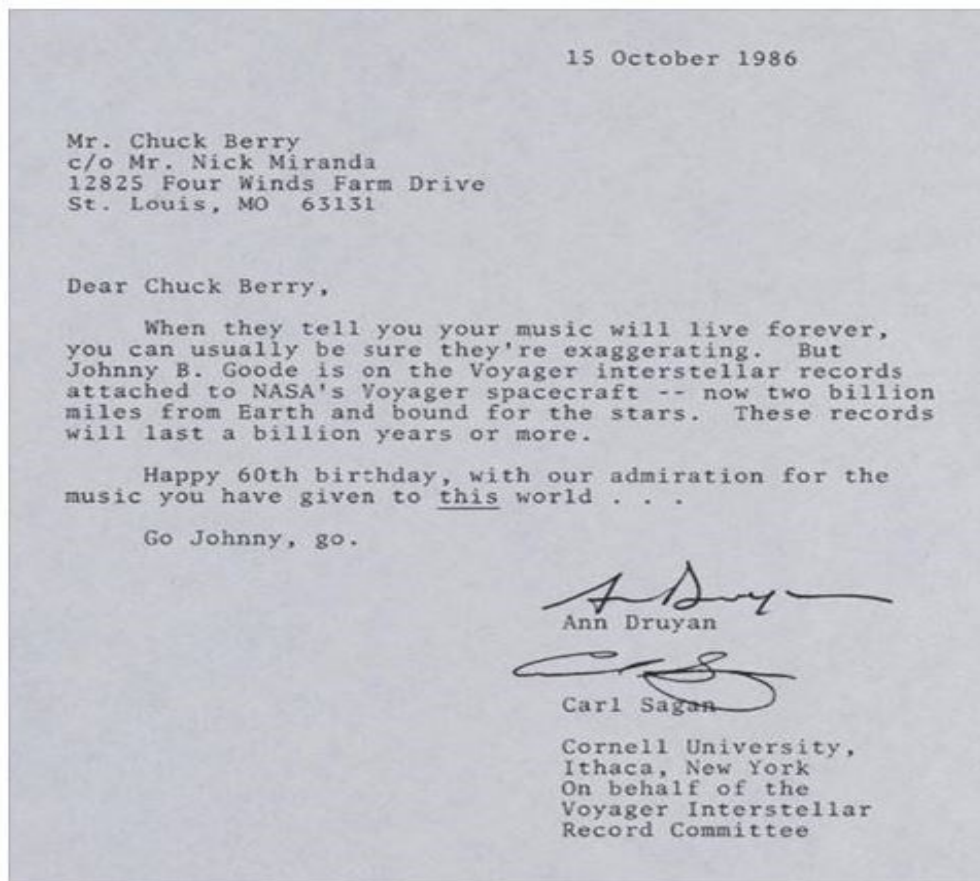 15 October 1986
Mr. Chuck Berry
c/o Mr. Nick Miranda
12825 Four Winds Farm Drive
St. Louis, MO  63131
Dear Chuck Berry,
When they tell you your music will live forever,
you can usually be sure they're exaggerating.  But
Johnny B. Goode is on the Voyager interstellar records
attached to NASA's Voyager spacecraft -- now two billion
miles from Earth and bound for the stars.  These records
will last a billion years or more.
Happy 60th birthday, with our admiration for the
music you have given to this world . . .
Go Johnny, go.
Ann Druyan
Ann Druyan
Carl Sagan
Cornell University,
Ithaca, New York
On behalf of the
Voyager Interstellar
Record Committee